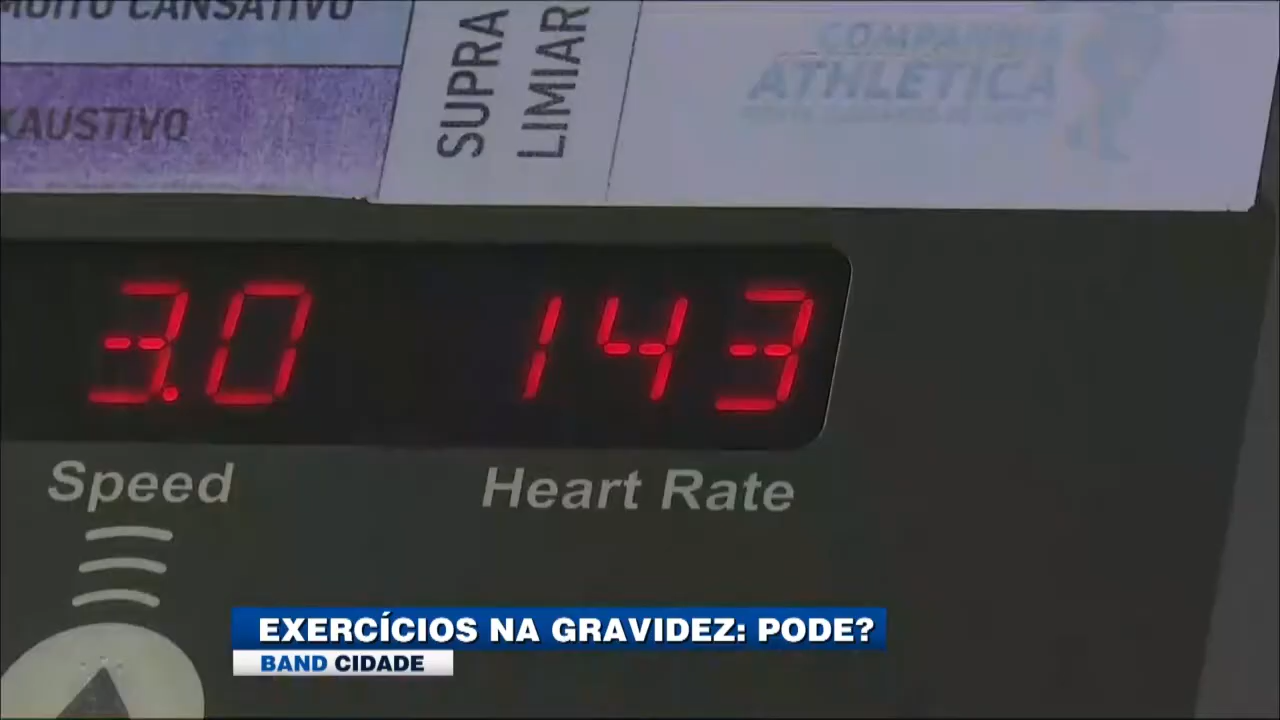 MUITO CANSATIVO
XAUSTIVO
SUPRA
LIMIAR
COMPANHIA
ATHLETICA
3.0 143
Speed Heart Rate
EXERCÍCIOS NA GRAVIDEZ: PODE?
BAND CIDADE